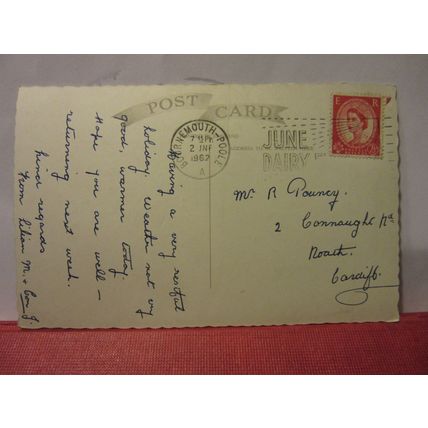 POST CARD
BOURNEMOUTH-POOLE
7 15 PM
2 JNE
1962
A
JUNE
DAIRY
E R
Having a very restful
holiday. Weather not very
good, warmer today.
Hope you are well –
returning next week.
Kind regards
from Lilian M. &
Mr R Pouncy.
2 Connaught Rd
Roath.
Cardiff.